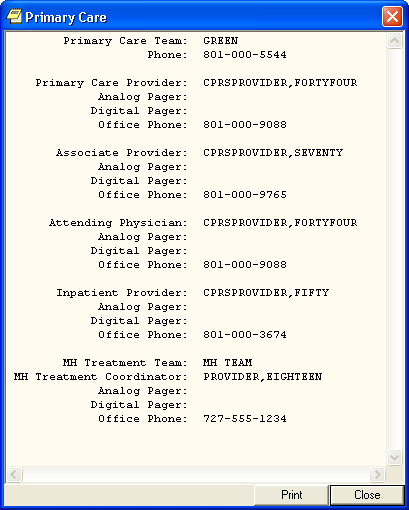 Primary Care
Primary Care Team: GREEN
Phone: 801-000-5544
Primary Care Provider: CPRSPROVIDER,FORTYFOUR
Analog Pager:
Digital Pager:
Office Phone: 801-000-9088
Associate Provider: CPRSPROVIDER,SEVENTY
Analog Pager:
Digital Pager:
Office Phone: 801-000-9765
Attending Physician: CPRSPROVIDER,FORTYFOUR
Analog Pager:
Digital Pager:
Office Phone: 801-000-9088
Inpatient Provider: CPRSPROVIDER,FIFTY
Analog Pager:
Digital Pager:
Office Phone: 801-000-3674
MH Treatment Team: MH TEAM
MH Treatment Coordinator: PROVIDER,EIGHTEEN
Analog Pager:
Digital Pager:
Office Phone: 727-555-1234
Print Close